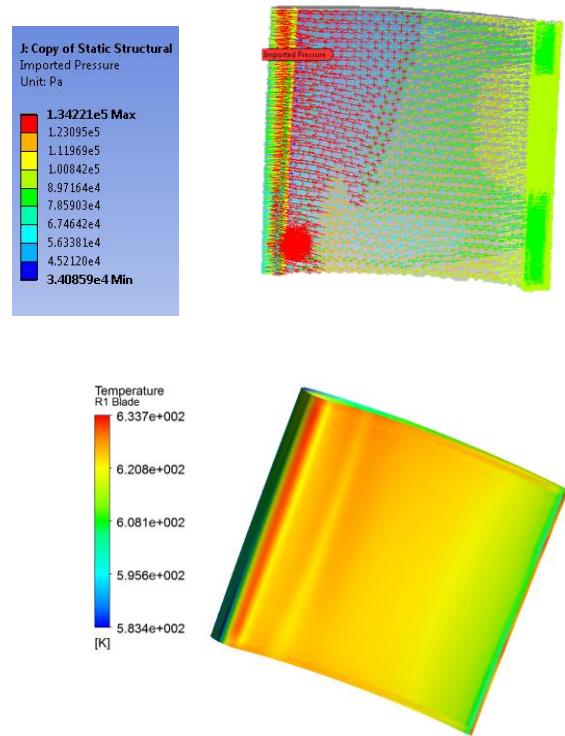 J: Copy of Static Structural
Imported Pressure
Unit: Pa
1.34221e5 Max
1.23095e5
1.11969e5
1.00842e5
8.97164e4
7.85903e4
6.74642e4
5.63381e4
4.52120e4
3.40859e4 Min
Imported Pressure
Temperature
R1 Blade
6.337e+002
6.208e+002
6.081e+002
5.956e+002
5.834e+002
[K]